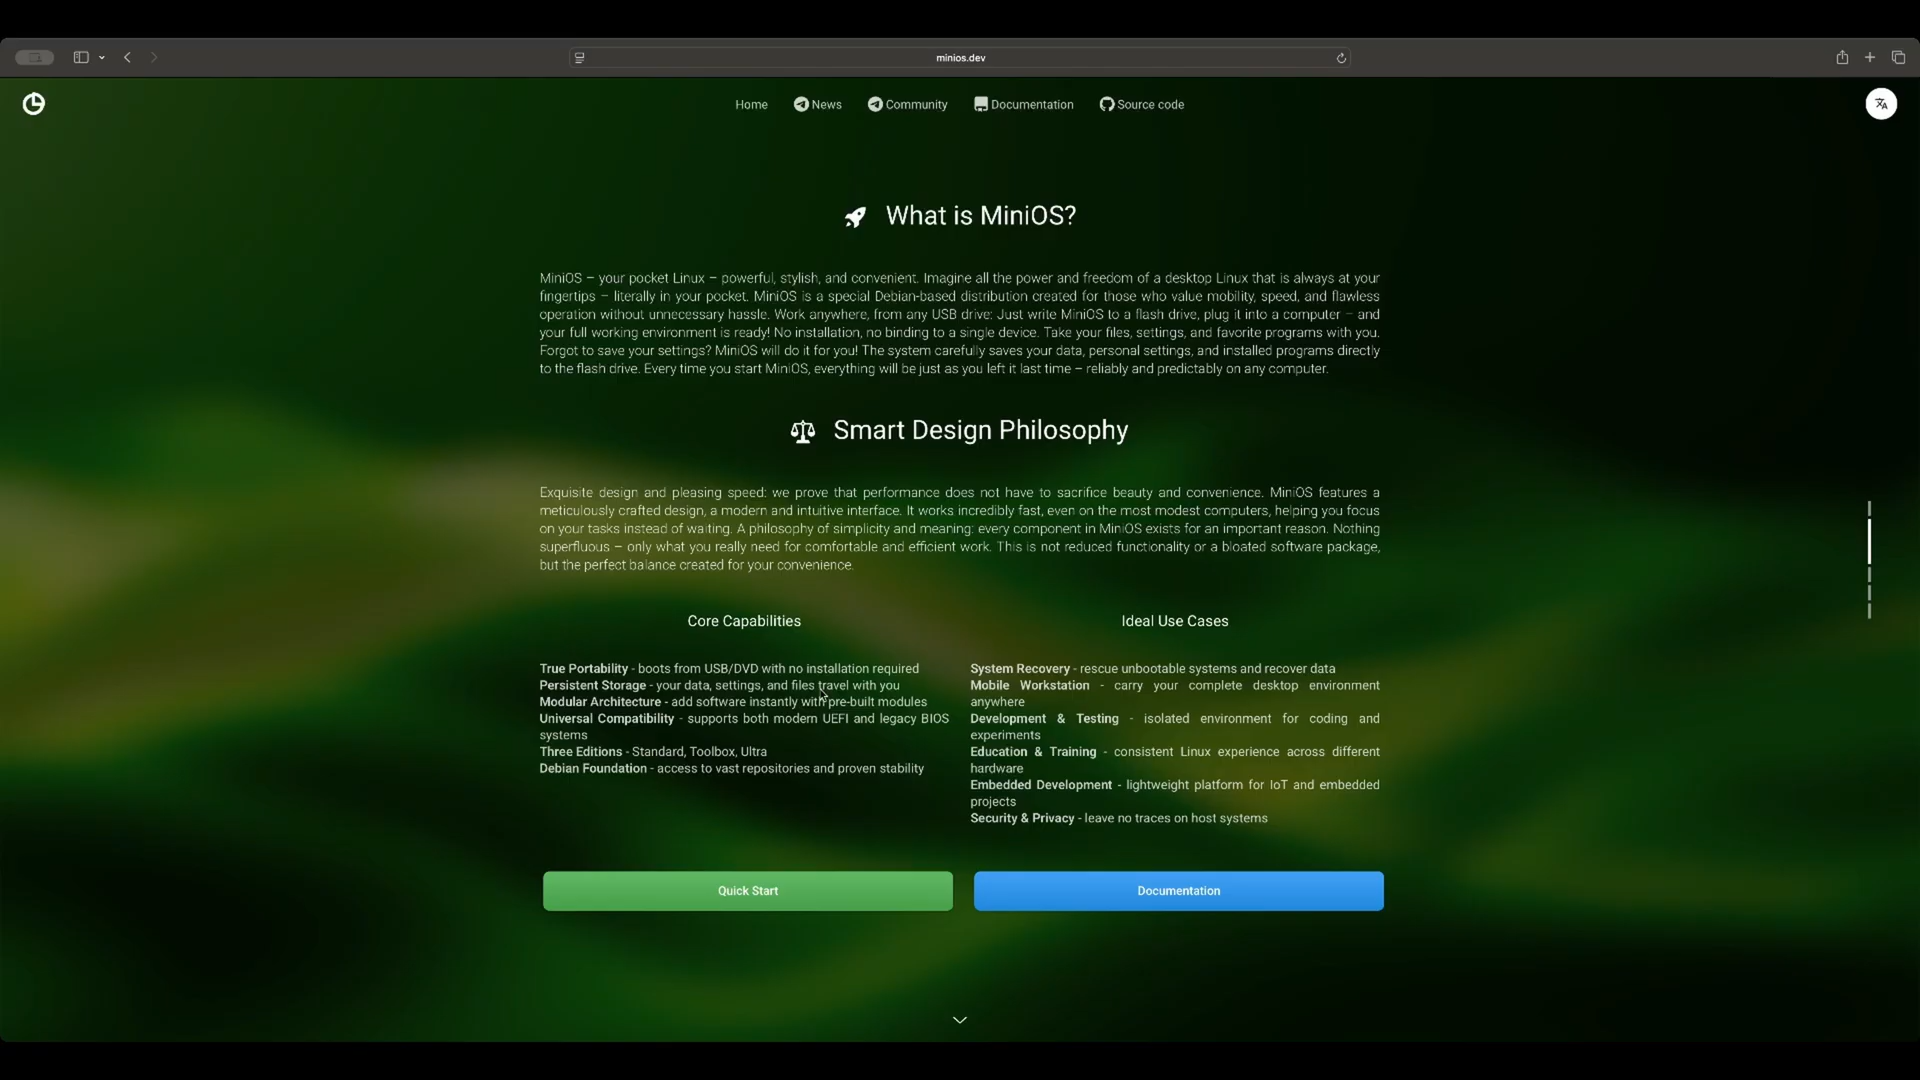 minios.dev
Home
News
Community
Documentation
Source code
What is MiniOS?
MiniOS – your pocket Linux – powerful, stylish, and convenient. Imagine all the power and freedom of a desktop Linux that is always at your
fingertips – literally in your pocket. MiniOS is a special Debian-based distribution created for those who value mobility, speed, and flawless
operation without unnecessary hassle. Work anywhere, from any USB drive: Just write MiniOS to a flash drive, plug it into a computer – and
your full working environment is ready! No installation, no binding to a single device. Take your files, settings, and favorite programs with you.
Forgot to save your settings? MiniOS will do it for you! The system carefully saves your data, personal settings, and installed programs directly
to the flash drive. Every time you start MiniOS, everything will be just as you left it last time – reliably and predictably on any computer.
Smart Design Philosophy
Exquisite design and pleasing speed: we prove that performance does not have to sacrifice beauty and convenience. MiniOS features a
meticulously crafted design, a modern and intuitive interface. It works incredibly fast, even on the most modest computers, helping you focus
on your tasks instead of waiting. A philosophy of simplicity and meaning: every component in MiniOS exists for an important reason. Nothing
superfluous – only what you really need for comfortable and efficient work. This is not reduced functionality or a bloated software package,
but the perfect balance created for your convenience.
Core Capabilities
True Portability - boots from USB/DVD with no installation required
Persistent Storage - your data, settings, and files travel with you
Modular Architecture - add software instantly with pre-built modules
Universal Compatibility - supports both modern UEFI and legacy BIOS
systems
Three Editions - Standard, Toolbox, Ultra
Debian Foundation - access to vast repositories and proven stability
Ideal Use Cases
System Recovery - rescue unbootable systems and recover data
Mobile Workstation - carry your complete desktop environment
anywhere
Development & Testing - isolated environment for coding and
experiments
Education & Training - consistent Linux experience across different
hardware
Embedded Development - lightweight platform for IoT and embedded
projects
Security & Privacy - leave no traces on host systems
Quick Start
Documentation